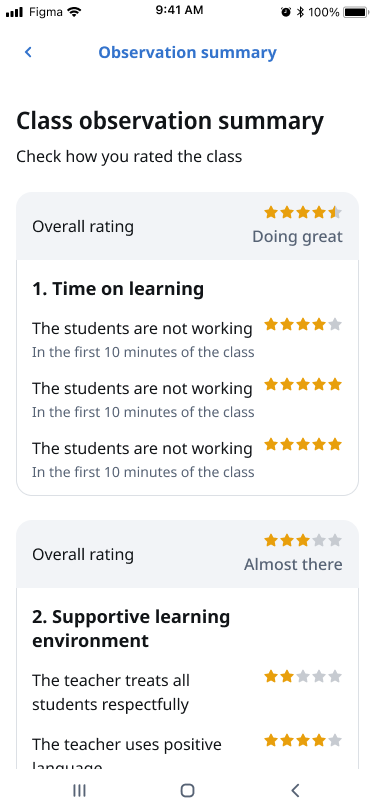 Figma 9:41 AM 100%
Observation summary
Class observation summary
Check how you rated the class
Overall rating
Doing great
1. Time on learning
The students are not working
In the first 10 minutes of the class
The students are not working
In the first 10 minutes of the class
The students are not working
In the first 10 minutes of the class
Overall rating
Almost there
2. Supportive learning
environment
The teacher treats all
students respectfully
The teacher uses positive
language